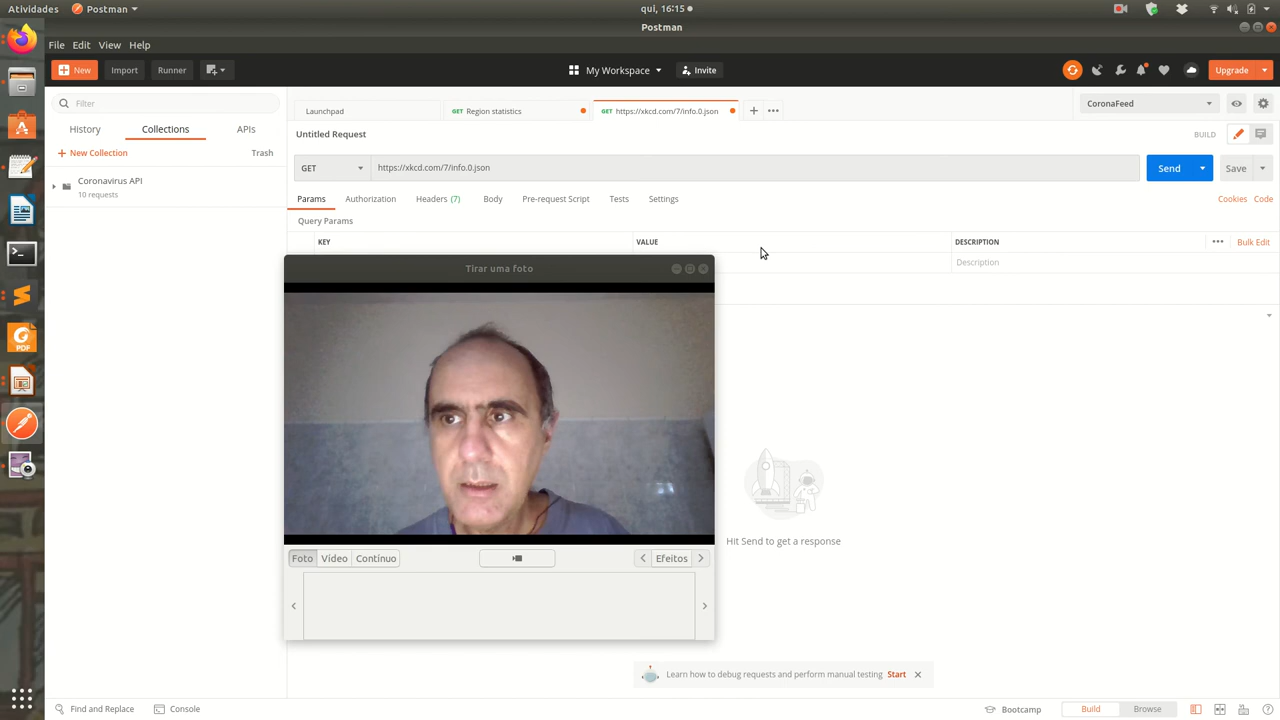 Atividades
Postman
qui, 16:15
Postman
File Edit View Help
New
Import
Runner
My Workspace
Invite
Upgrade
Filter
Launchpad
GET Region statistics
GET https://xkcd.com/7/info.0.json
CoronaFeed
History
Collections
APIs
Untitled Request
BUILD
+ New Collection
Trash
GET
https://xkcd.com/7/info.0.json
Send
Save
Coronavirus API
10 requests
Params
Authorization
Headers (7)
Body
Pre-request Script
Tests
Settings
Cookies Code
Query Params
KEY
VALUE
DESCRIPTION
Bulk Edit
Description
Tirar uma foto
PDF
Hit Send to get a response
Foto
Vídeo
Contínuo
Efeitos
Learn how to debug requests and perform manual testing Start
Find and Replace
Console
Bootcamp
Build
Browse